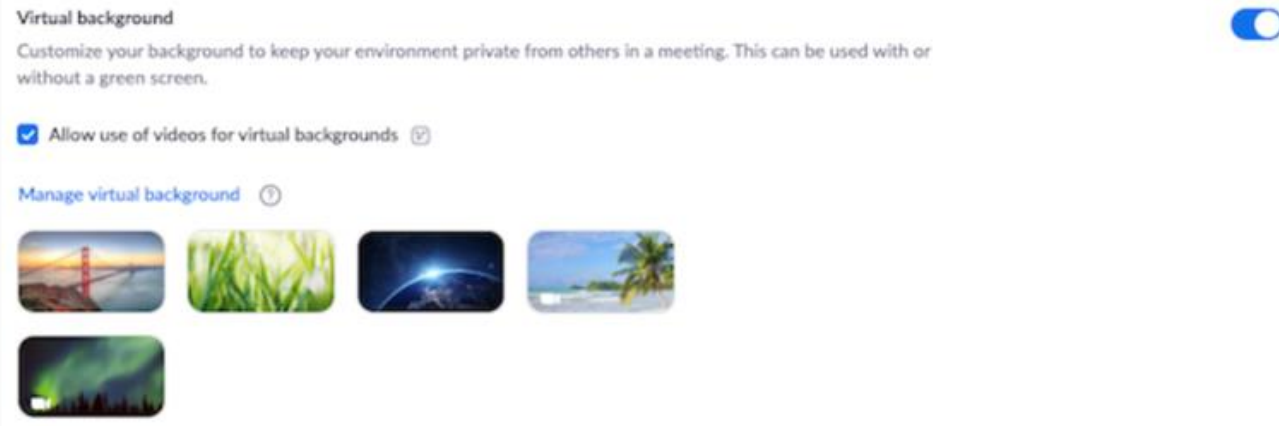 Virtual background
Customize your background to keep your environment private from others in a meeting. This can be used with or
without a green screen.
Allow use of videos for virtual backgrounds
Manage virtual background ?